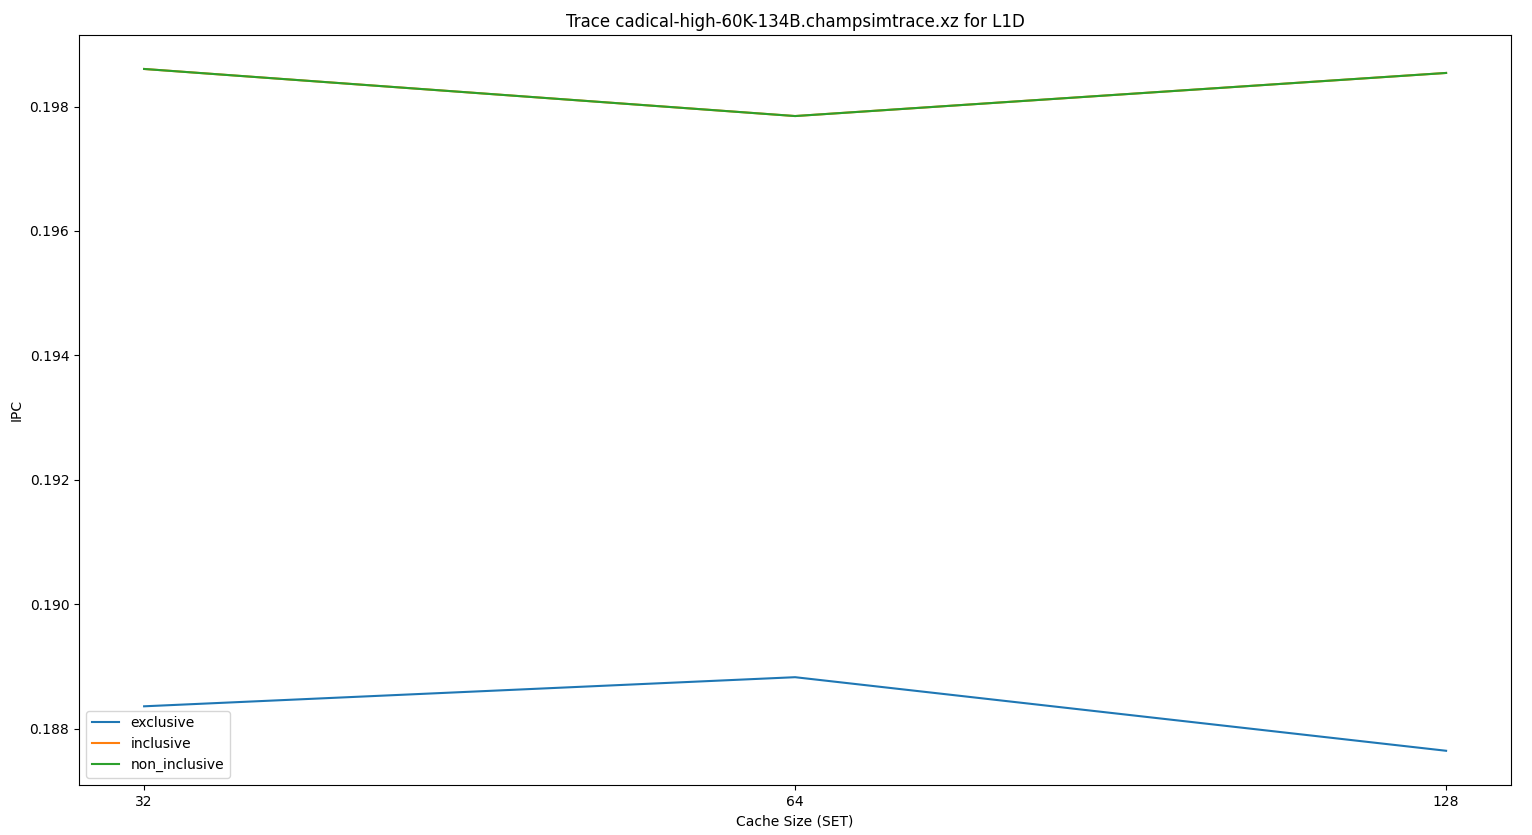 Trace cadical-high-60K-134B.champsimtrace.xz for L1D
0.198
0.196
0.194
0.192
0.190
0.188
IPC
exclusive
inclusive
non_inclusive
32
64
128
Cache Size (SET)